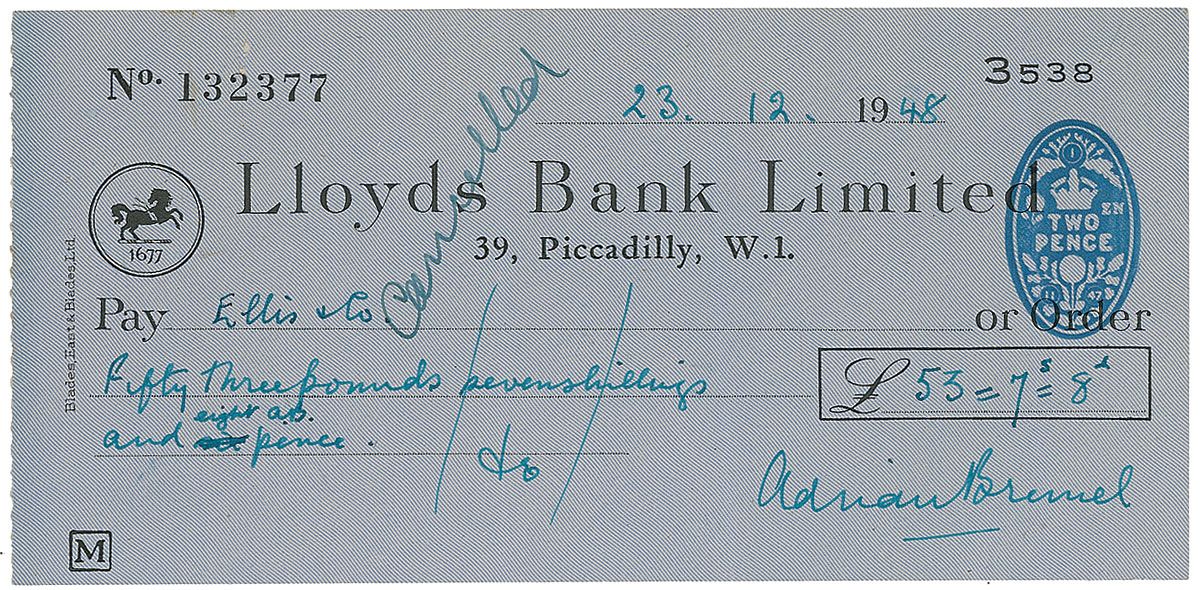 No. 132377
3538
23. 12. 1948
Cancelled
Lloyds Bank Limited
39, Piccadilly, W.1.
1677
TWO PENCE
Blades, East & Blades, Ltd.
Pay Ellis & Co. or Order
Fifty three pounds seven shillings
£ 53 = 7s = 8d
eight a.b.
and pence.
& Co
Adrian Brunel
M